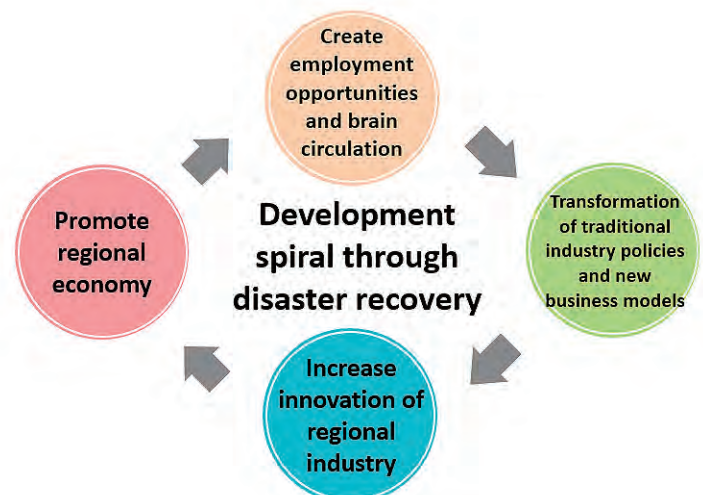 Create
employment
opportunities
and brain
circulation
Transformation
of traditional
industry policies
and new
business models
Increase
innovation of
regional
industry
Promote
regional
economy
Development
spiral through
disaster recovery